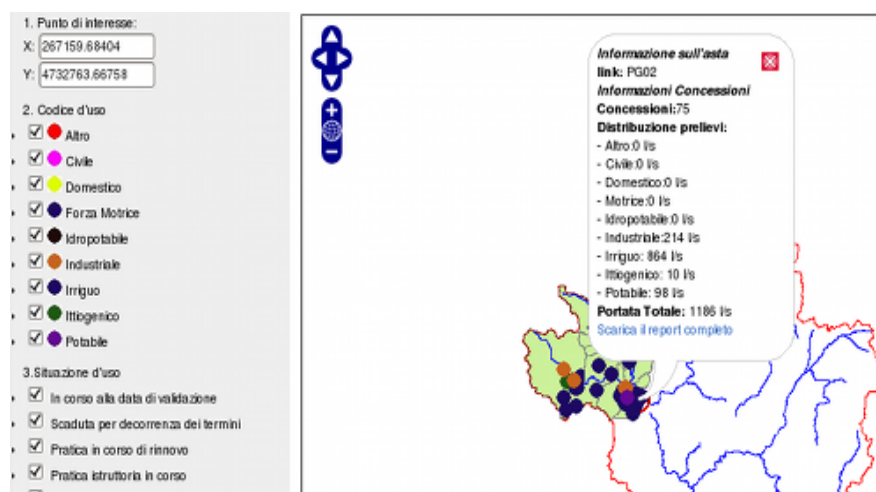 1. Punto di interesse:
X: 267159.68404
Y: 4732763.66758
2. Codice d'uso
Altro
Civile
Domestico
Forza Motrice
Idropotabile
Industriale
Irriguo
Ittiogenico
Potabile
3.Situazione d'uso
In corso alla data di validazione
Scaduta per decorrenza dei termini
Pratica in corso di rinnovo
Pratica istruttoria in corso
Informazione sull'asta
link: PG02
Informazioni Concessioni
Concessioni:75
Distribuzione prelievi:
- Altro:0 l/s
- Civile:0 l/s
- Domestico:0 l/s
- Motrice:0 l/s
- Idropotabile:0 l/s
- Industriale:214 l/s
- Irriguo: 864 l/s
- Ittiogenico: 10 l/s
- Potabile: 98 l/s
Portata Totale: 1186 l/s
Scarica il report completo